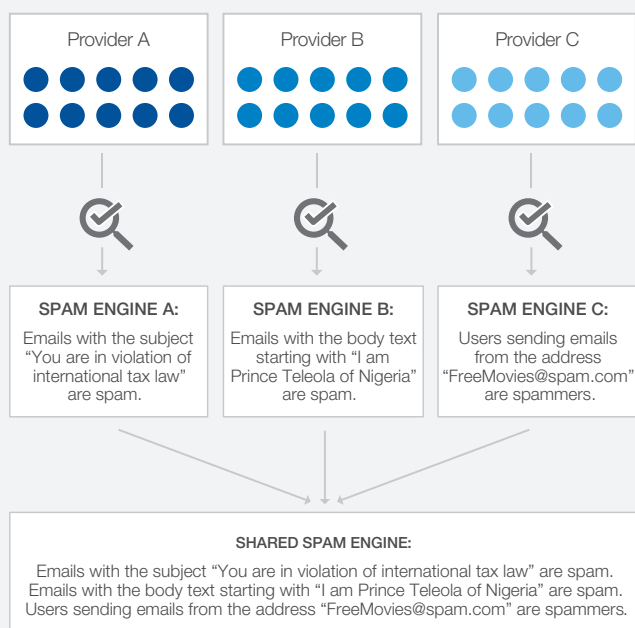 Provider A
Provider B
Provider C
SPAM ENGINE A:
Emails with the subject
“You are in violation of
international tax law”
are spam.
SPAM ENGINE B:
Emails with the body text
starting with “I am
Prince Teleola of Nigeria”
are spam.
SPAM ENGINE C:
Users sending emails
from the address
“FreeMovies@spam.com”
are spammers.
SHARED SPAM ENGINE:
Emails with the subject “You are in violation of international tax law” are spam.
Emails with the body text starting with “I am Prince Teleola of Nigeria” are spam.
Users sending emails from the address “FreeMovies@spam.com” are spammers.